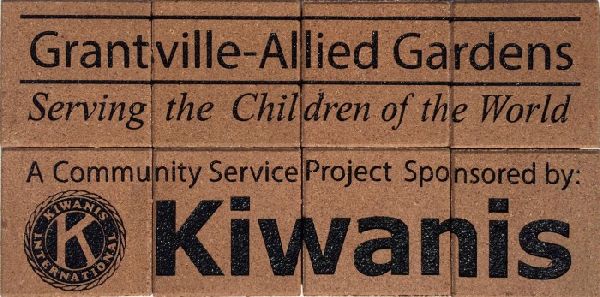 Grantville-Allied Gardens
Serving the Children of the World
A Community Service Project Sponsored by:
KIWANIS
K
INTERNATIONAL
Kiwanis